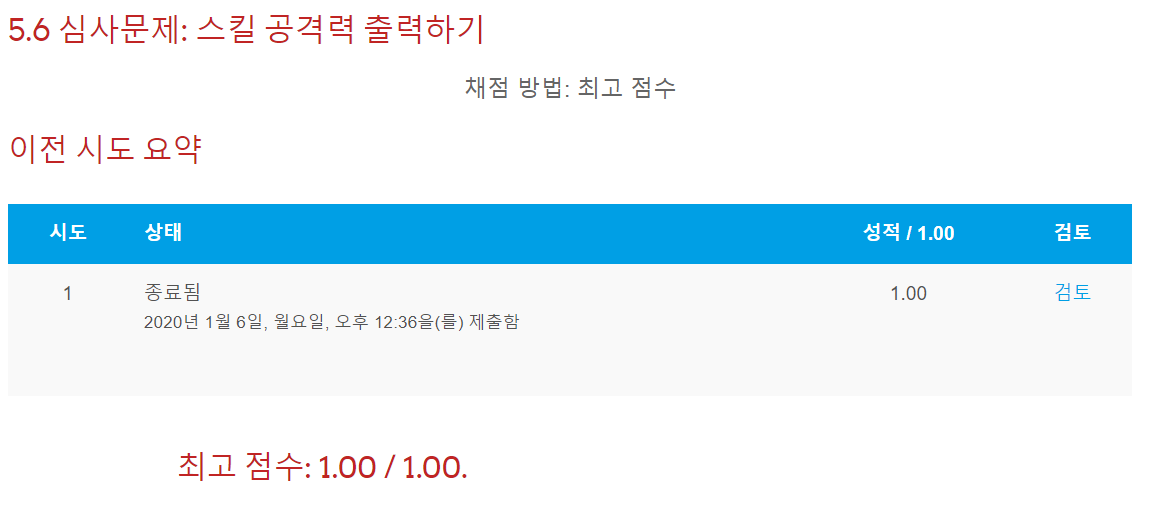 5.6 심사문제: 스킬 공격력 출력하기
채점 방법: 최고 점수
이전 시도 요약
시도 상태 성적 / 1.00 검토
1 종료됨 1.00 검토
2020년 1월 6일, 월요일, 오후 12:36을(를) 제출함
최고 점수: 1.00 / 1.00.